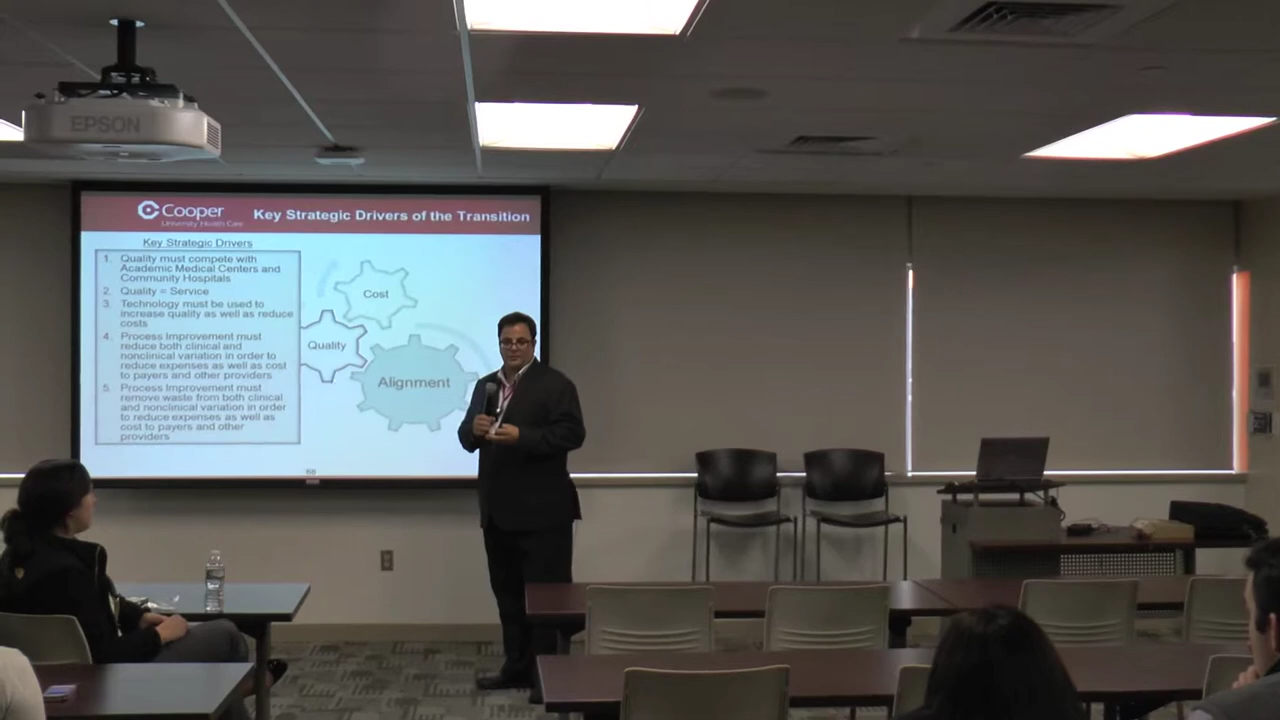 EPSON
Cooper
University Health Care
Key Strategic Drivers of the Transition
Key Strategic Drivers
1. Quality must compete with
Academic Medical Centers and
Community Hospitals
2. Quality = Service
3. Technology must be used to
increase quality as well as reduce
costs
4. Process Improvement must
reduce both clinical and
nonclinical variation in order to
reduce expenses as well as cost
to payers and other providers
5. Process Improvement must
remove waste from both clinical
and nonclinical variation in order
to reduce expenses as well as
cost to payers and other
providers
Cost
Quality
Alignment
68